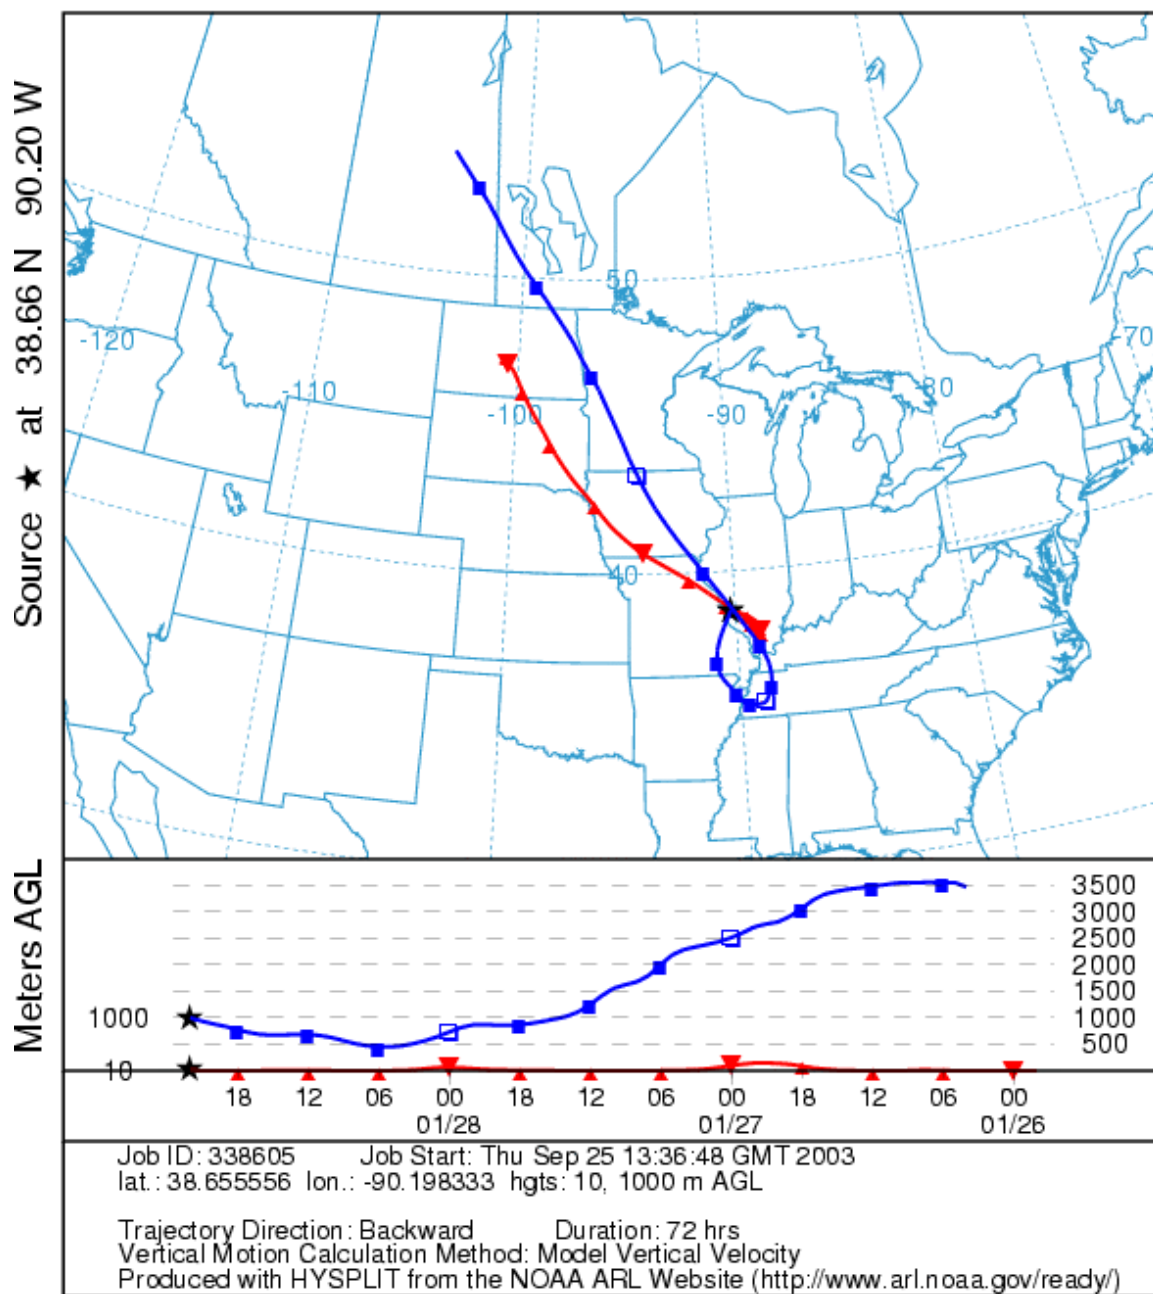 Source ★ at 38.66 N 90.20 W
50
-120
70
-110
-80
-100
-90
40
Meters AGL
3500
3000
2500
2000
1500
1000 1000
500
10
18 12 06 00 18 12 06 00 18 12 06 00
01/28 01/27 01/26
Job ID: 338605 Job Start: Thu Sep 25 13:36:48 GMT 2003
lat.: 38.655556 lon.: -90.198333 hgts: 10, 1000 m AGL
Trajectory Direction: Backward Duration: 72 hrs
Vertical Motion Calculation Method: Model Vertical Velocity
Produced with HYSPLIT from the NOAA ARL Website (http://www.arl.noaa.gov/ready/)